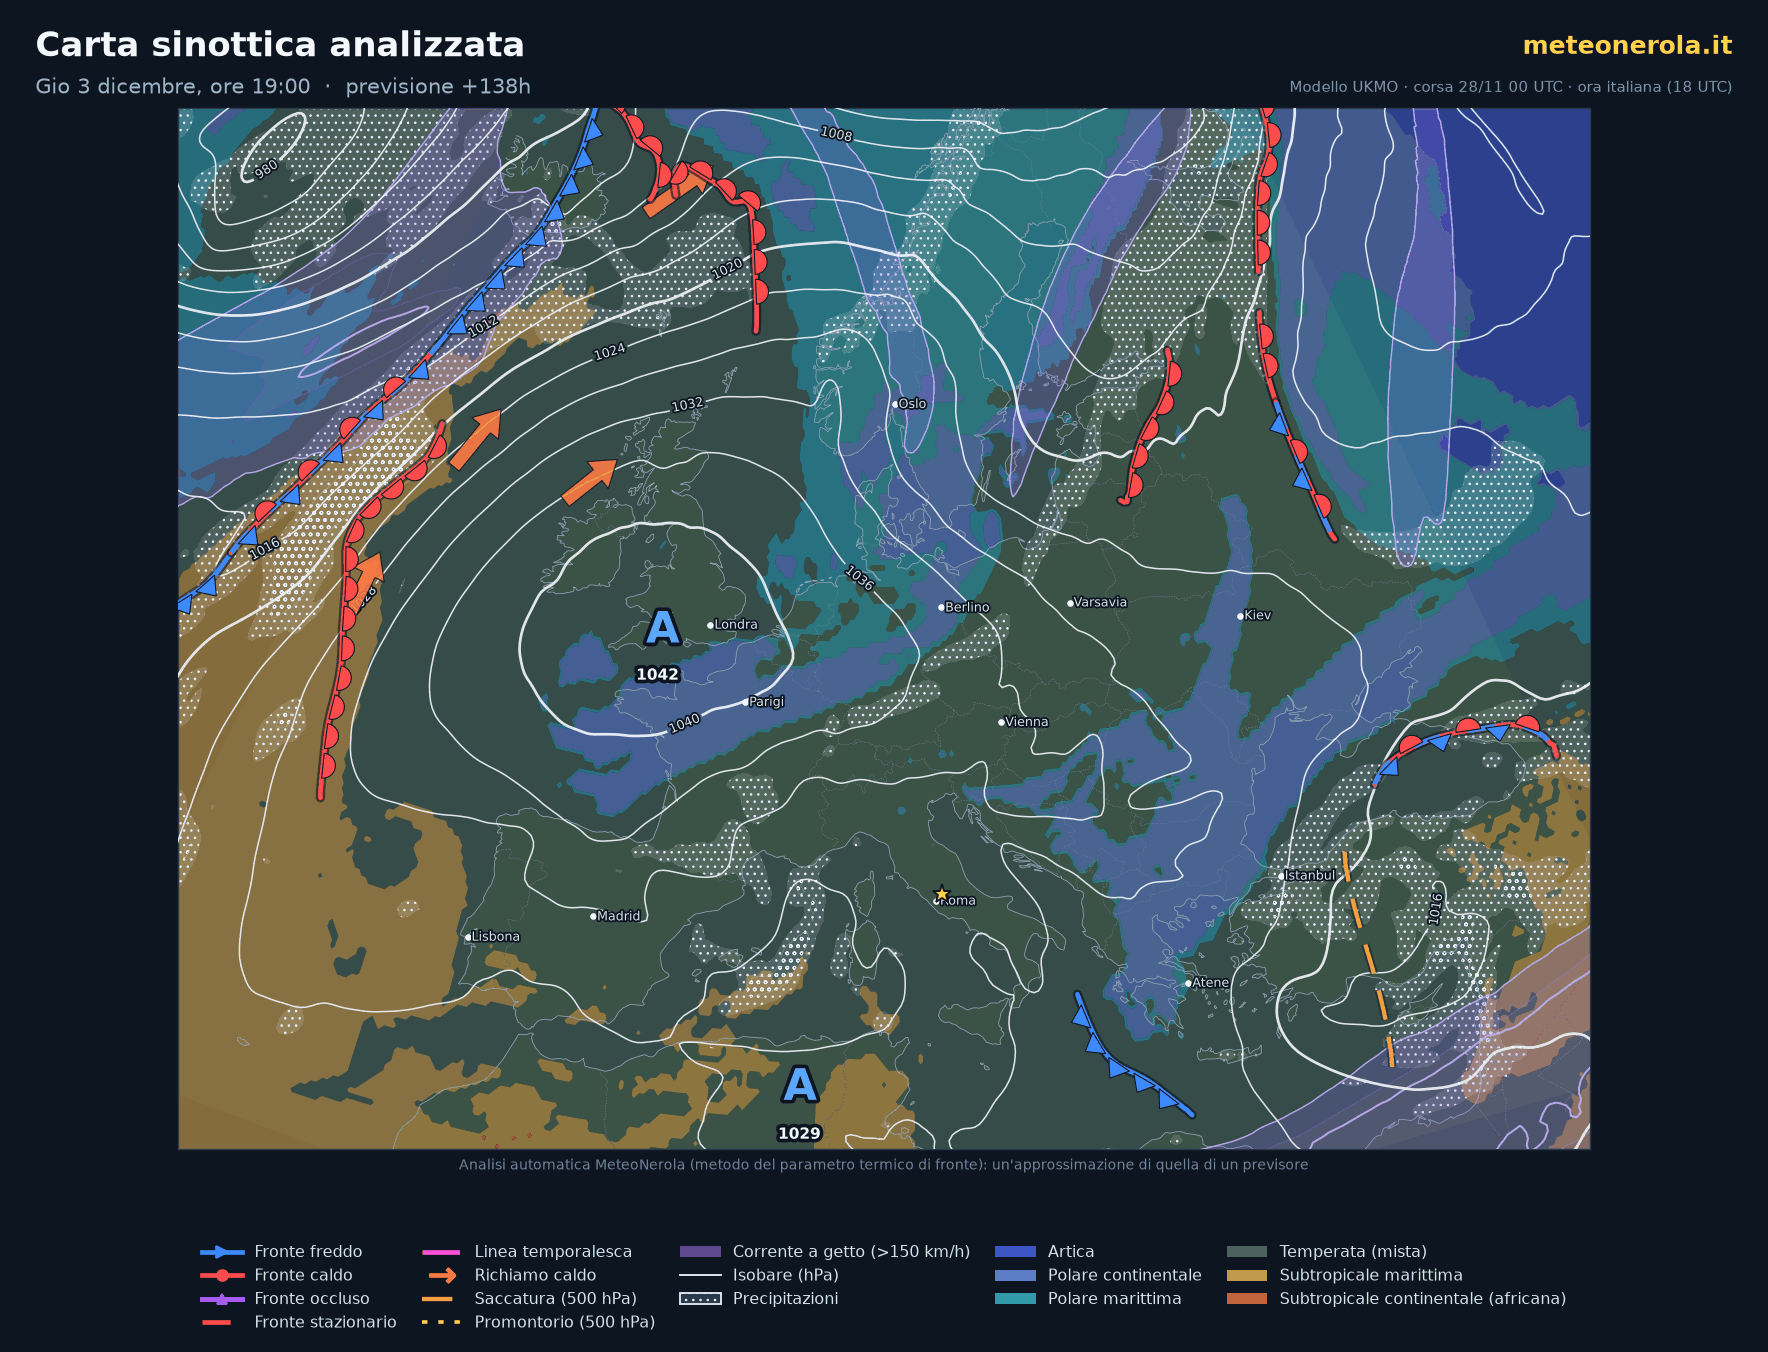 Carta sinottica analizzata
meteonerola.it
Gio 3 dicembre, ore 19:00 · previsione +138h
Modello UKMO · corsa 28/11 00 UTC · ora italiana (18 UTC)
1008
980
1020
1012
1024
1032
Oslo
1016
1036
Berlino
Varsavia
Kiev
A
Londra
1042
Parigi
1040
Vienna
Istanbul
Roma
1016
Madrid
Lisbona
Atene
A
1029
Analisi automatica MeteoNerola (metodo del parametro termico di fronte): un'approssimazione di quella di un previsore
Fronte freddo
Fronte caldo
Fronte occluso
Fronte stazionario
Linea temporalesca
Richiamo caldo
Saccatura (500 hPa)
Promontorio (500 hPa)
Corrente a getto (>150 km/h)
Isobare (hPa)
Precipitazioni
Artica
Polare continentale
Polare marittima
Temperata (mista)
Subtropicale marittima
Subtropicale continentale (africana)